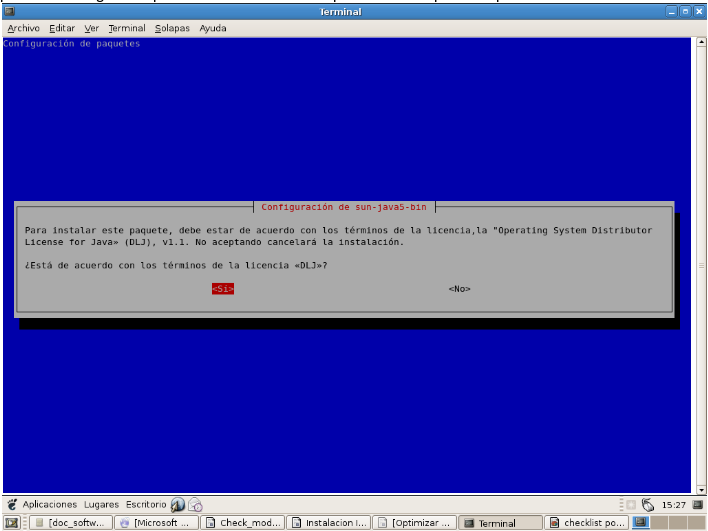 Terminal
Archivo Editar Ver Terminal Solapas Ayuda
Configuración de paquetes
Configuración de sun-java5-bin
Para instalar este paquete, debe estar de acuerdo con los términos de la licencia,la "Operating System Distributor
License for Java» (DLJ), v1.1. No aceptando cancelará la instalación.
¿Está de acuerdo con los términos de la licencia «DLJ»?
<Sí> <No>
Aplicaciones Lugares Escritorio 15:27
[doc_softw... [Microsoft ... Check_mod... Instalacion I... [Optimizar ... Terminal checklist po...